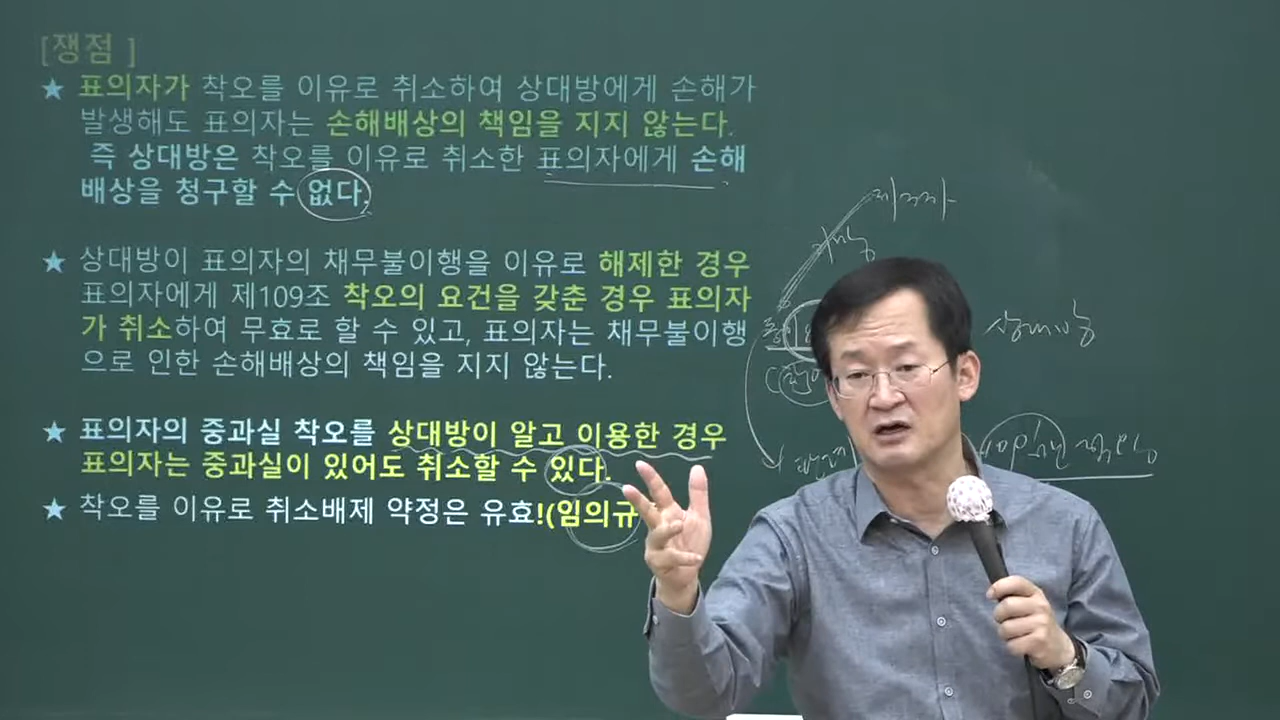 [쟁점 ]
★ 표의자가 착오를 이유로 취소하여 상대방에게 손해가
발생해도 표의자는 손해배상의 책임을 지지 않는다.
즉 상대방은 착오를 이유로 취소한 표의자에게 손해
배상을 청구할 수 없다.
★ 상대방이 표의자의 채무불이행을 이유로 해제한 경우
표의자에게 제109조 착오의 요건을 갖춘 경우 표의자
가 취소하여 무효로 할 수 있고, 표의자는 채무불이행
으로 인한 손해배상의 책임을 지지 않는다.
★ 표의자의 중과실 착오를 상대방이 알고 이용한 경우
표의자는 중과실이 있어도 취소할 수 있다.
★ 착오를 이유로 취소배제 약정은 유효!(임의규
제3자
상대방